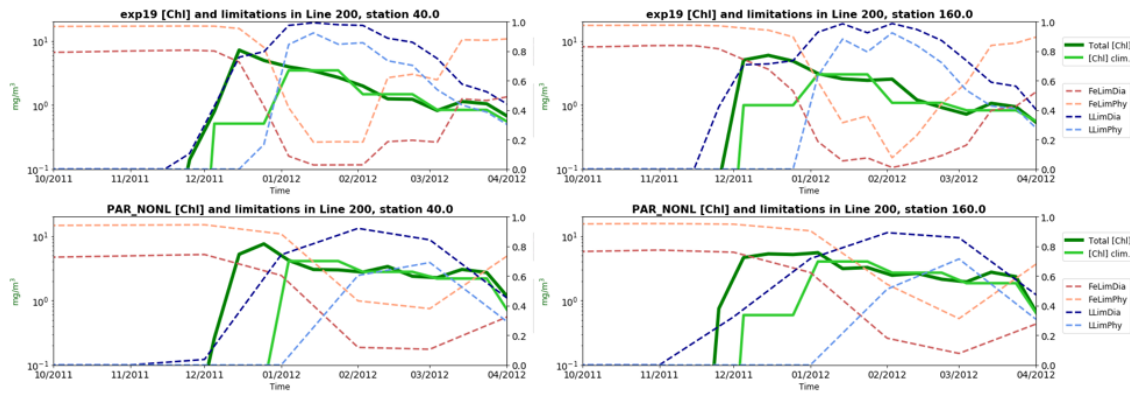 exp19 [Chl] and limitations in Line 200, station 40.0
10¹
10⁰
10⁻¹
mg/m³
1.0
0.8
0.6
0.4
0.2
0.0
10/2011 11/2011 12/2011 01/2012 02/2012 03/2012 04/2012
Time
exp19 [Chl] and limitations in Line 200, station 160.0
10¹
10⁰
10⁻¹
mg/m³
1.0
0.8
0.6
0.4
0.2
0.0
10/2011 11/2011 12/2011 01/2012 02/2012 03/2012 04/2012
Time
Total [Chl]
[Chl] clim.
FeLimDia
FeLimPhy
LLimDia
LLimPhy
PAR_NONL [Chl] and limitations in Line 200, station 40.0
10¹
10⁰
10⁻¹
mg/m³
1.0
0.8
0.6
0.4
0.2
0.0
10/2011 11/2011 12/2011 01/2012 02/2012 03/2012 04/2012
Time
PAR_NONL [Chl] and limitations in Line 200, station 160.0
10¹
10⁰
10⁻¹
mg/m³
1.0
0.8
0.6
0.4
0.2
0.0
10/2011 11/2011 12/2011 01/2012 02/2012 03/2012 04/2012
Time
Total [Chl]
[Chl] clim.
FeLimDia
FeLimPhy
LLimDia
LLimPhy